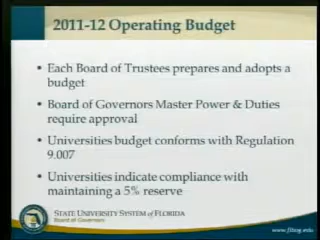 2011-12 Operating Budget
• Each Board of Trustees prepares and adopts a
budget
• Board of Governors Master Power & Duties
require approval
• Universities budget conforms with Regulation
9.007
• Universities indicate compliance with
maintaining a 5% reserve
STATE UNIVERSITY SYSTEM of FLORIDA
Board of Governors
www.flbog.edu